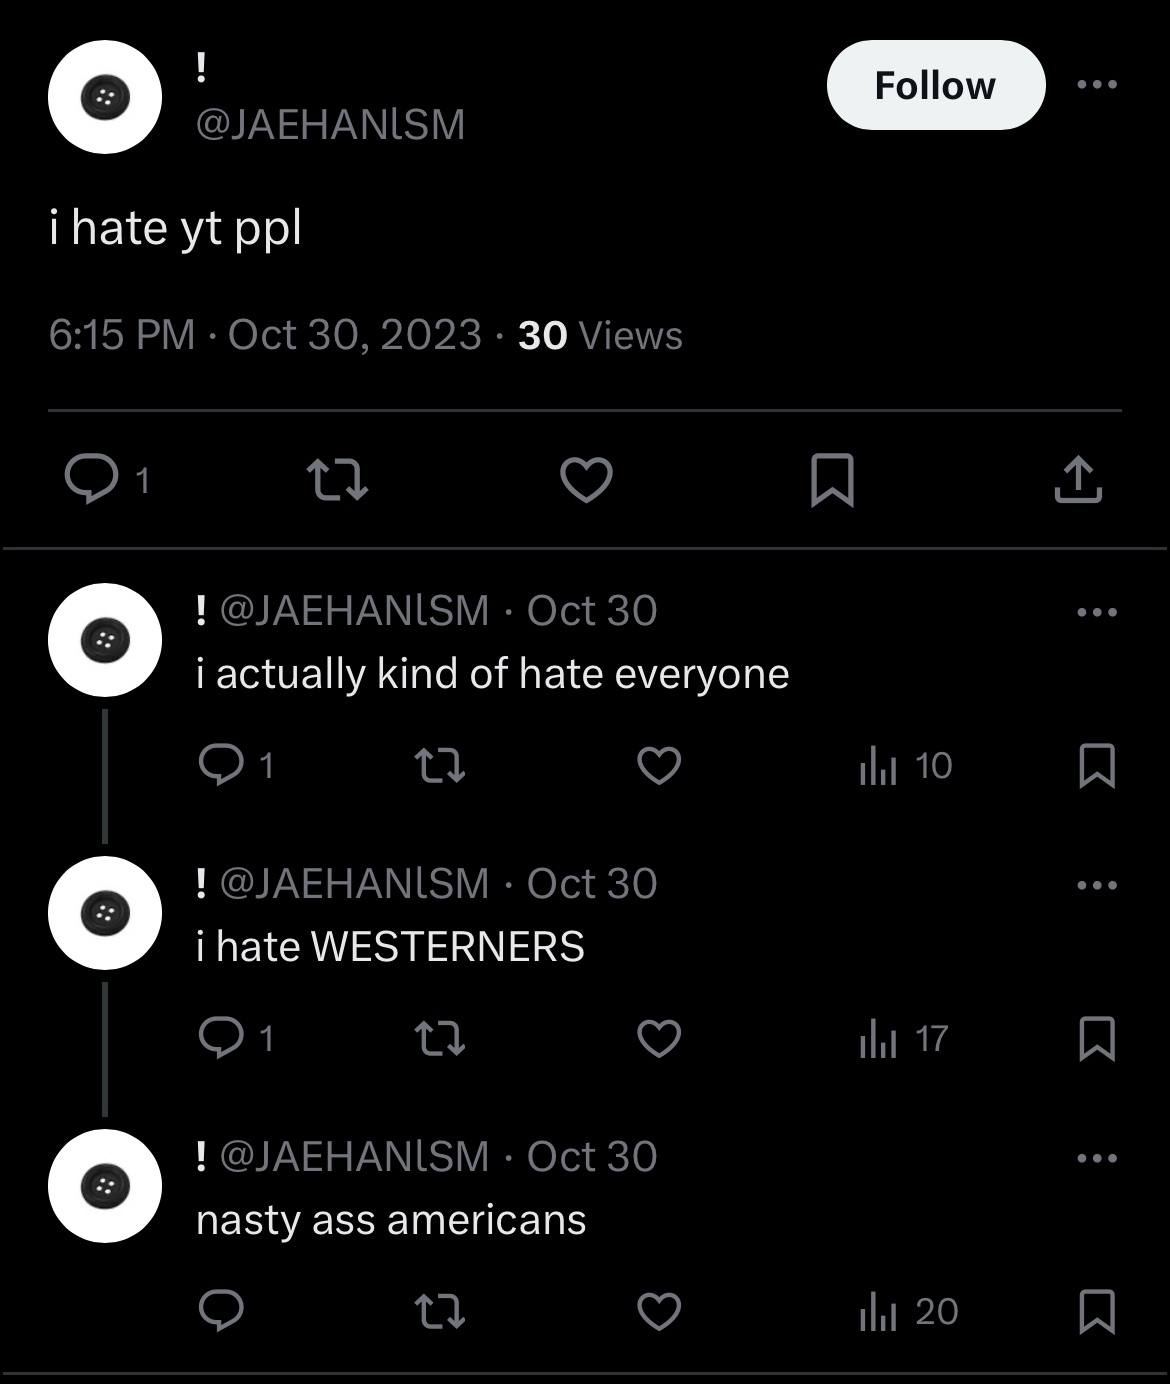 !
@JAEHANlSM
Follow
i hate yt ppl
6:15 PM · Oct 30, 2023 · 30 Views
1
! @JAEHANlSM · Oct 30
i actually kind of hate everyone
1 10
! @JAEHANlSM · Oct 30
i hate WESTERNERS
1 17
! @JAEHANlSM · Oct 30
nasty ass americans
20